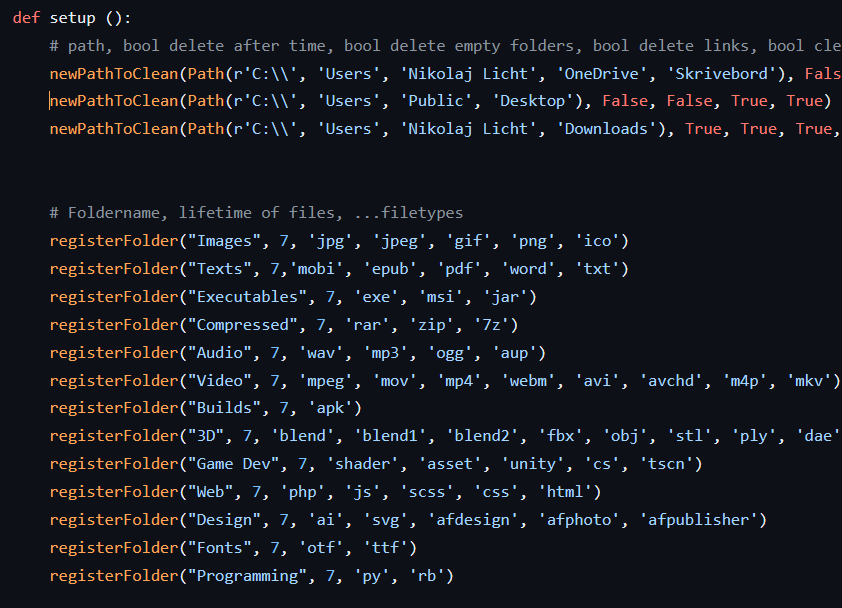 def setup ():
# path, bool delete after time, bool delete empty folders, bool delete links, bool cle
newPathToClean(Path(r'C:\\', 'Users', 'Nikolaj Licht', 'OneDrive', 'Skrivebord'), Fals
newPathToClean(Path(r'C:\\', 'Users', 'Public', 'Desktop'), False, False, True, True)
newPathToClean(Path(r'C:\\', 'Users', 'Nikolaj Licht', 'Downloads'), True, True, True,
# Foldername, lifetime of files, ...filetypes
registerFolder("Images", 7, 'jpg', 'jpeg', 'gif', 'png', 'ico')
registerFolder("Texts", 7,'mobi', 'epub', 'pdf', 'word', 'txt')
registerFolder("Executables", 7, 'exe', 'msi', 'jar')
registerFolder("Compressed", 7, 'rar', 'zip', '7z')
registerFolder("Audio", 7, 'wav', 'mp3', 'ogg', 'aup')
registerFolder("Video", 7, 'mpeg', 'mov', 'mp4', 'webm', 'avi', 'avchd', 'm4p', 'mkv')
registerFolder("Builds", 7, 'apk')
registerFolder("3D", 7, 'blend', 'blend1', 'blend2', 'fbx', 'obj', 'stl', 'ply', 'dae'
registerFolder("Game Dev", 7, 'shader', 'asset', 'unity', 'cs', 'tscn')
registerFolder("Web", 7, 'php', 'js', 'scss', 'css', 'html')
registerFolder("Design", 7, 'ai', 'svg', 'afdesign', 'afphoto', 'afpublisher')
registerFolder("Fonts", 7, 'otf', 'ttf')
registerFolder("Programming", 7, 'py', 'rb')